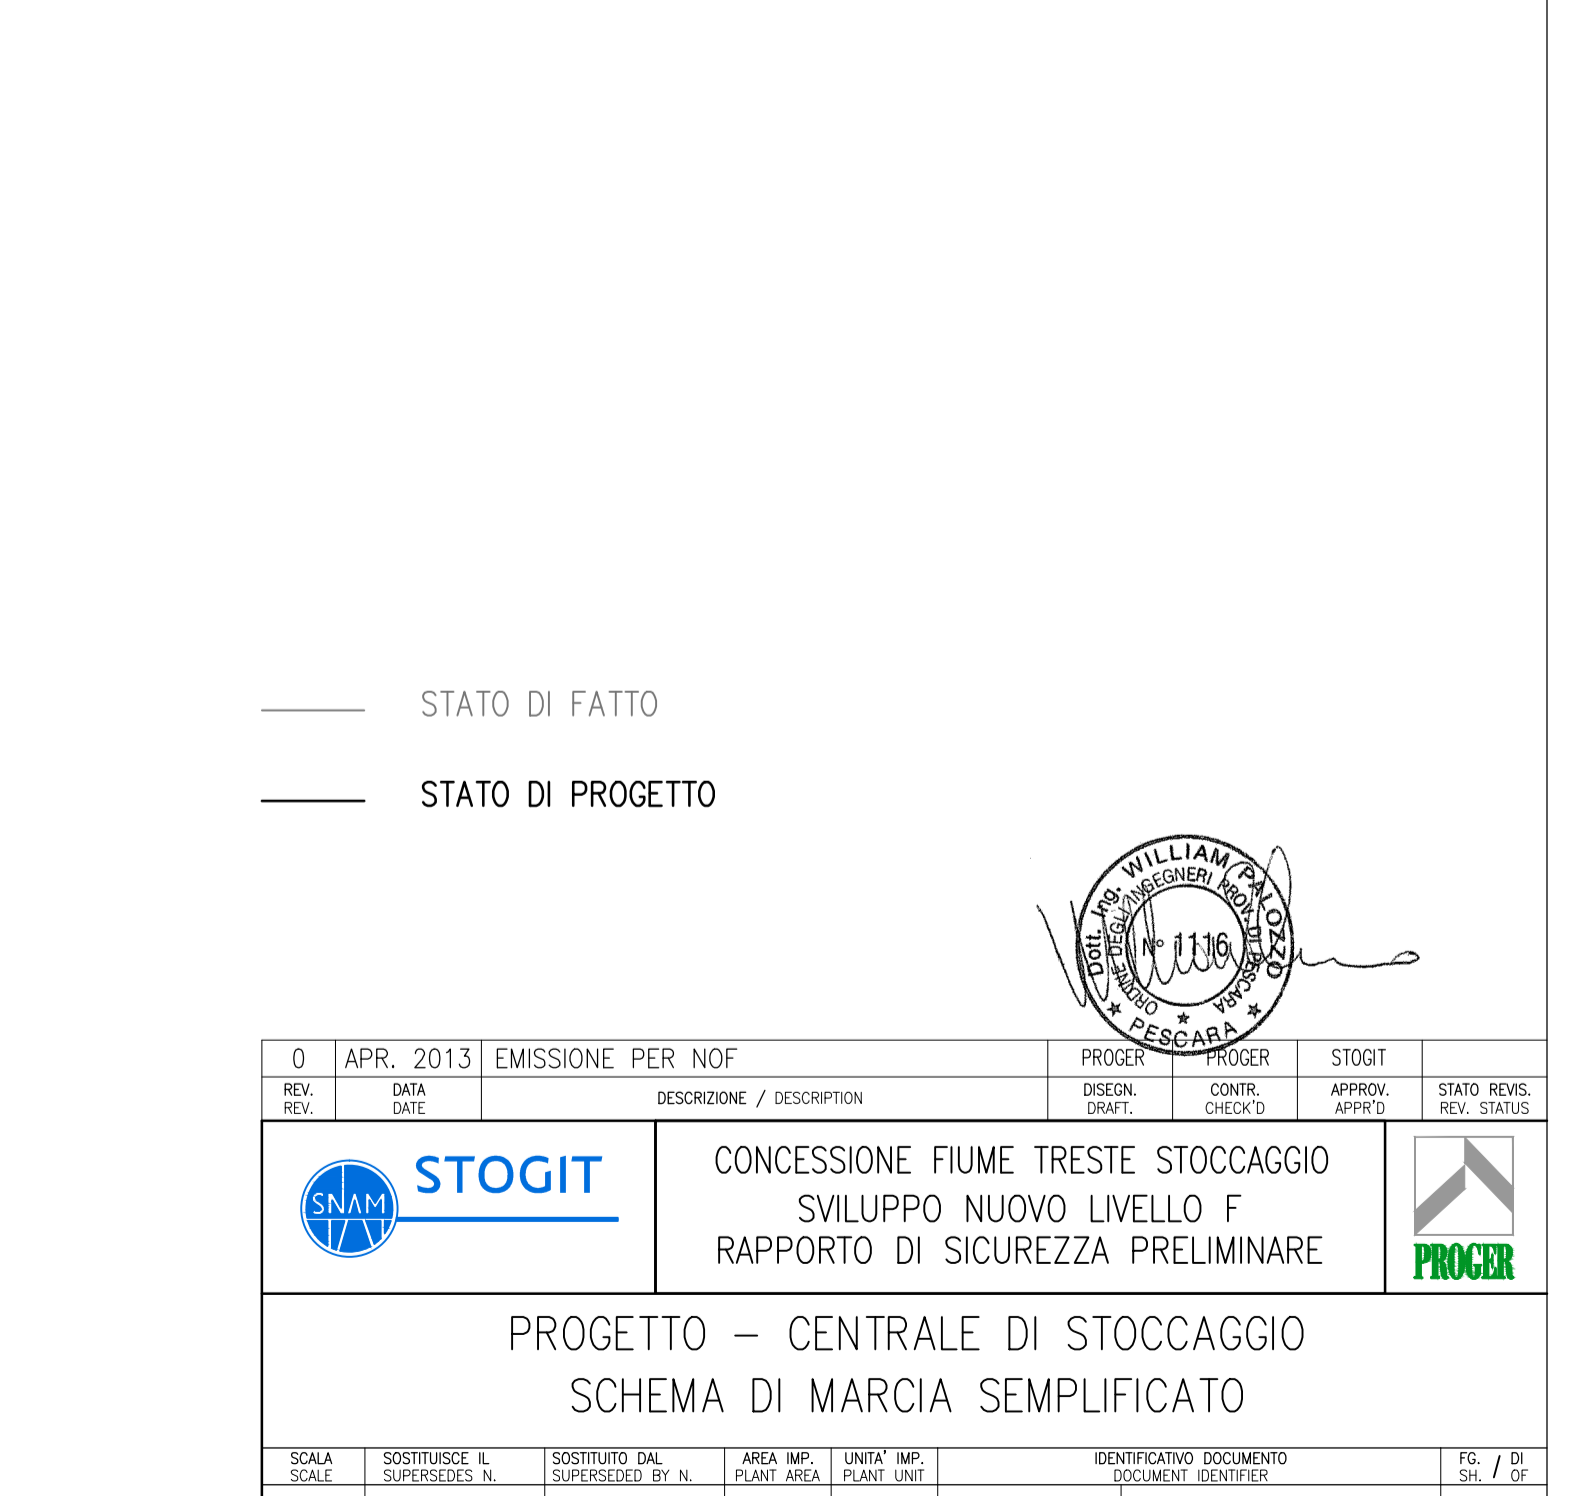 STATO DI FATTO
STATO DI PROGETTO
Dott. Ing. WILLIAM PALOZZO
ORDINE DEGLI INGEGNERI PROV. DI PESCARA
N° 1116
PESCARA
0 APR. 2013 EMISSIONE PER NOF PROGER PROGER STOGIT
REV. DATA DESCRIZIONE / DESCRIPTION DISEGN. CONTR. APPROV. STATO REVIS.
REV. DATE DRAFT. CHECK'D APPR'D REV. STATUS
SNAM STOGIT
CONCESSIONE FIUME TRESTE STOCCAGGIO
SVILUPPO NUOVO LIVELLO F
RAPPORTO DI SICUREZZA PRELIMINARE
PROGER
PROGETTO – CENTRALE DI STOCCAGGIO
SCHEMA DI MARCIA SEMPLIFICATO
SCALA SOSTITUISCE IL SOSTITUITO DAL AREA IMP. UNITA' IMP. IDENTIFICATIVO DOCUMENTO FG. / DI
SCALE SUPERSEDES N. SUPERSEDED BY N. PLANT AREA PLANT UNIT DOCUMENT IDENTIFIER SH. / OF